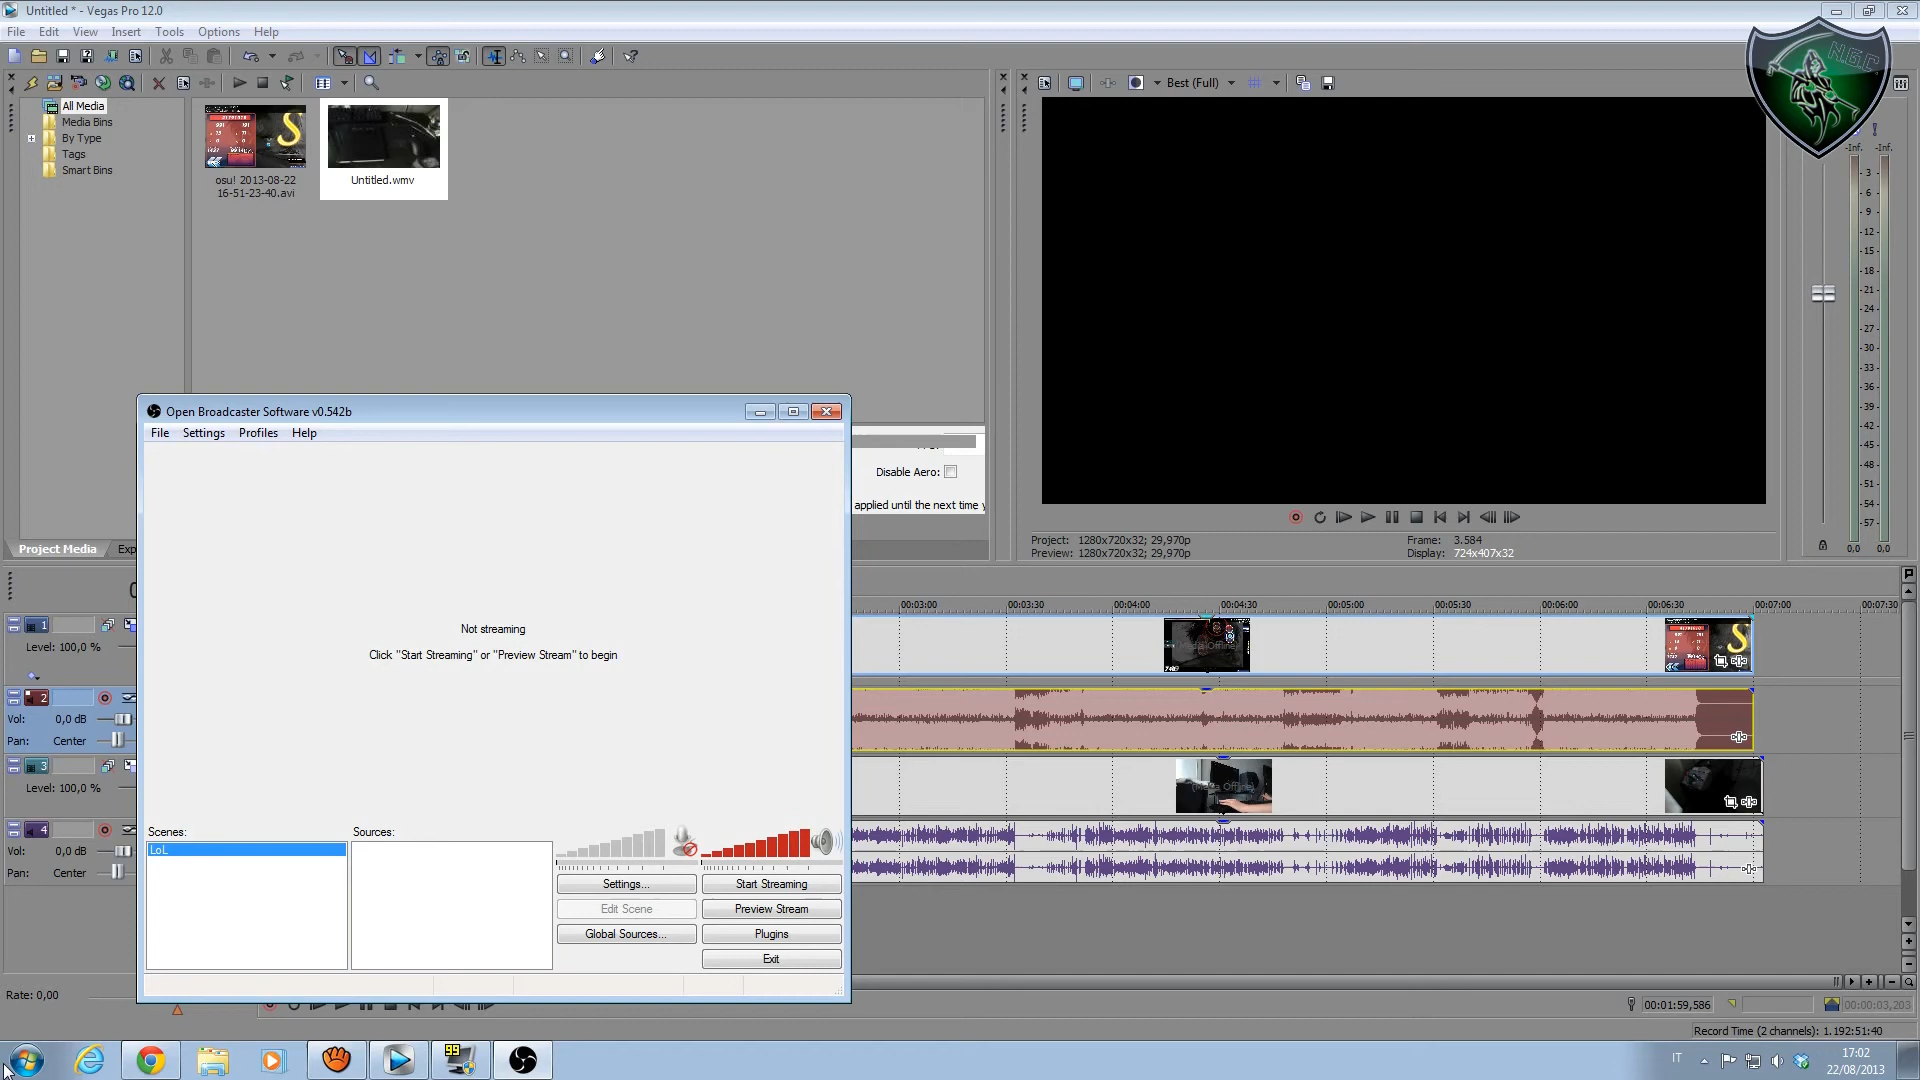 Untitled * - Vegas Pro 12.0
File Edit View Insert Tools Options Help
Best (Full)
N.G.C
All Media
Media Bins
By Type
Tags
Smart Bins
osu! 2013-08-22
16-51-23-40.avi
Untitled.wmv
-Inf. -Inf.
3
6
9
-12
-15
-18
-21
-24
-27
-30
-33
-36
-39
-42
-45
-48
-51
-54
-57
0,0 0,0
Open Broadcaster Software v0.542b
File Settings Profiles Help
Disable Aero:
applied until the next time y
Not streaming
Click "Start Streaming" or "Preview Stream" to begin
Scenes:
LoL
Sources:
Settings...
Start Streaming
Edit Scene
Preview Stream
Global Sources...
Plugins
Exit
Project Media Exp
Project: 1280x720x32; 29,970p
Preview: 1280x720x32; 29,970p
Frame: 3.584
Display: 724x407x32
00:03:00 00:03:30 00:04:00 00:04:30 00:05:00 00:05:30 00:06:00 00:06:30 00:07:00 00:07:30
1
Level: 100,0 %
(Media Offline)
2
Vol: 0,0 dB
Pan: Center
3
Level: 100,0 %
(Media Offline)
4
Vol: 0,0 dB
Pan: Center
Rate: 0,00
00:01:59,586
00:00:03,203
Record Time (2 channels): 1.192:51:40
99
IT
17:02
22/08/2013